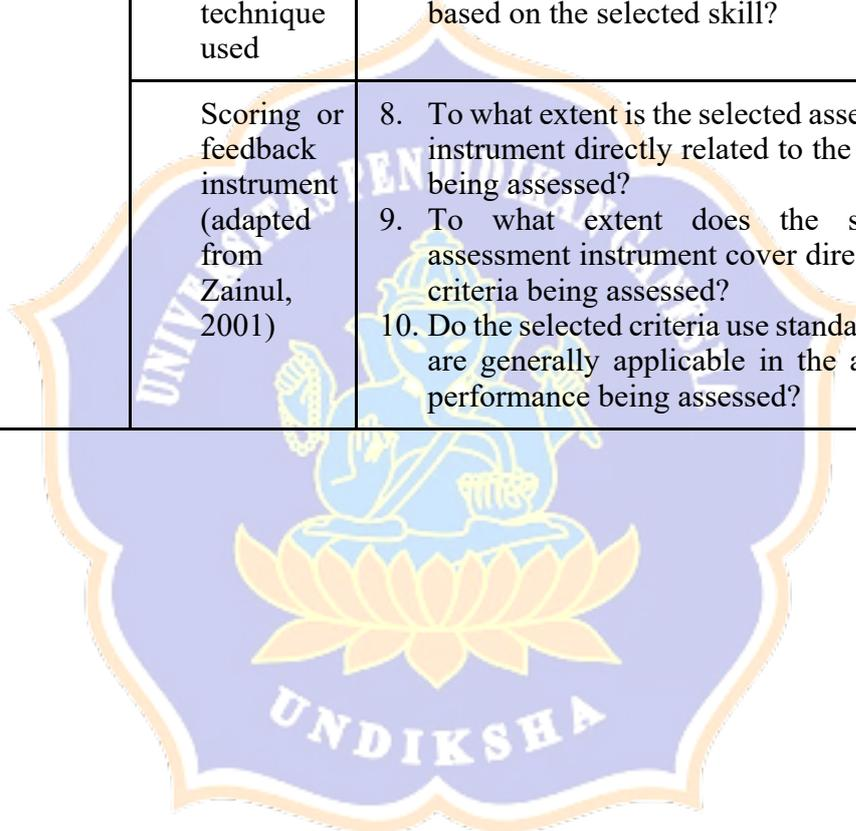 technique
used
based on the selected skill?
Scoring or
feedback
instrument
(adapted
from
Zainul,
2001)
8. To what extent is the selected asse
instrument directly related to the
being assessed?
9. To what extent does the s
assessment instrument cover dire
criteria being assessed?
10. Do the selected criteria use standa
are generally applicable in the a
performance being assessed?
UNIVERSITAS PENDIDIKAN GANESHA
UNDIKSHA